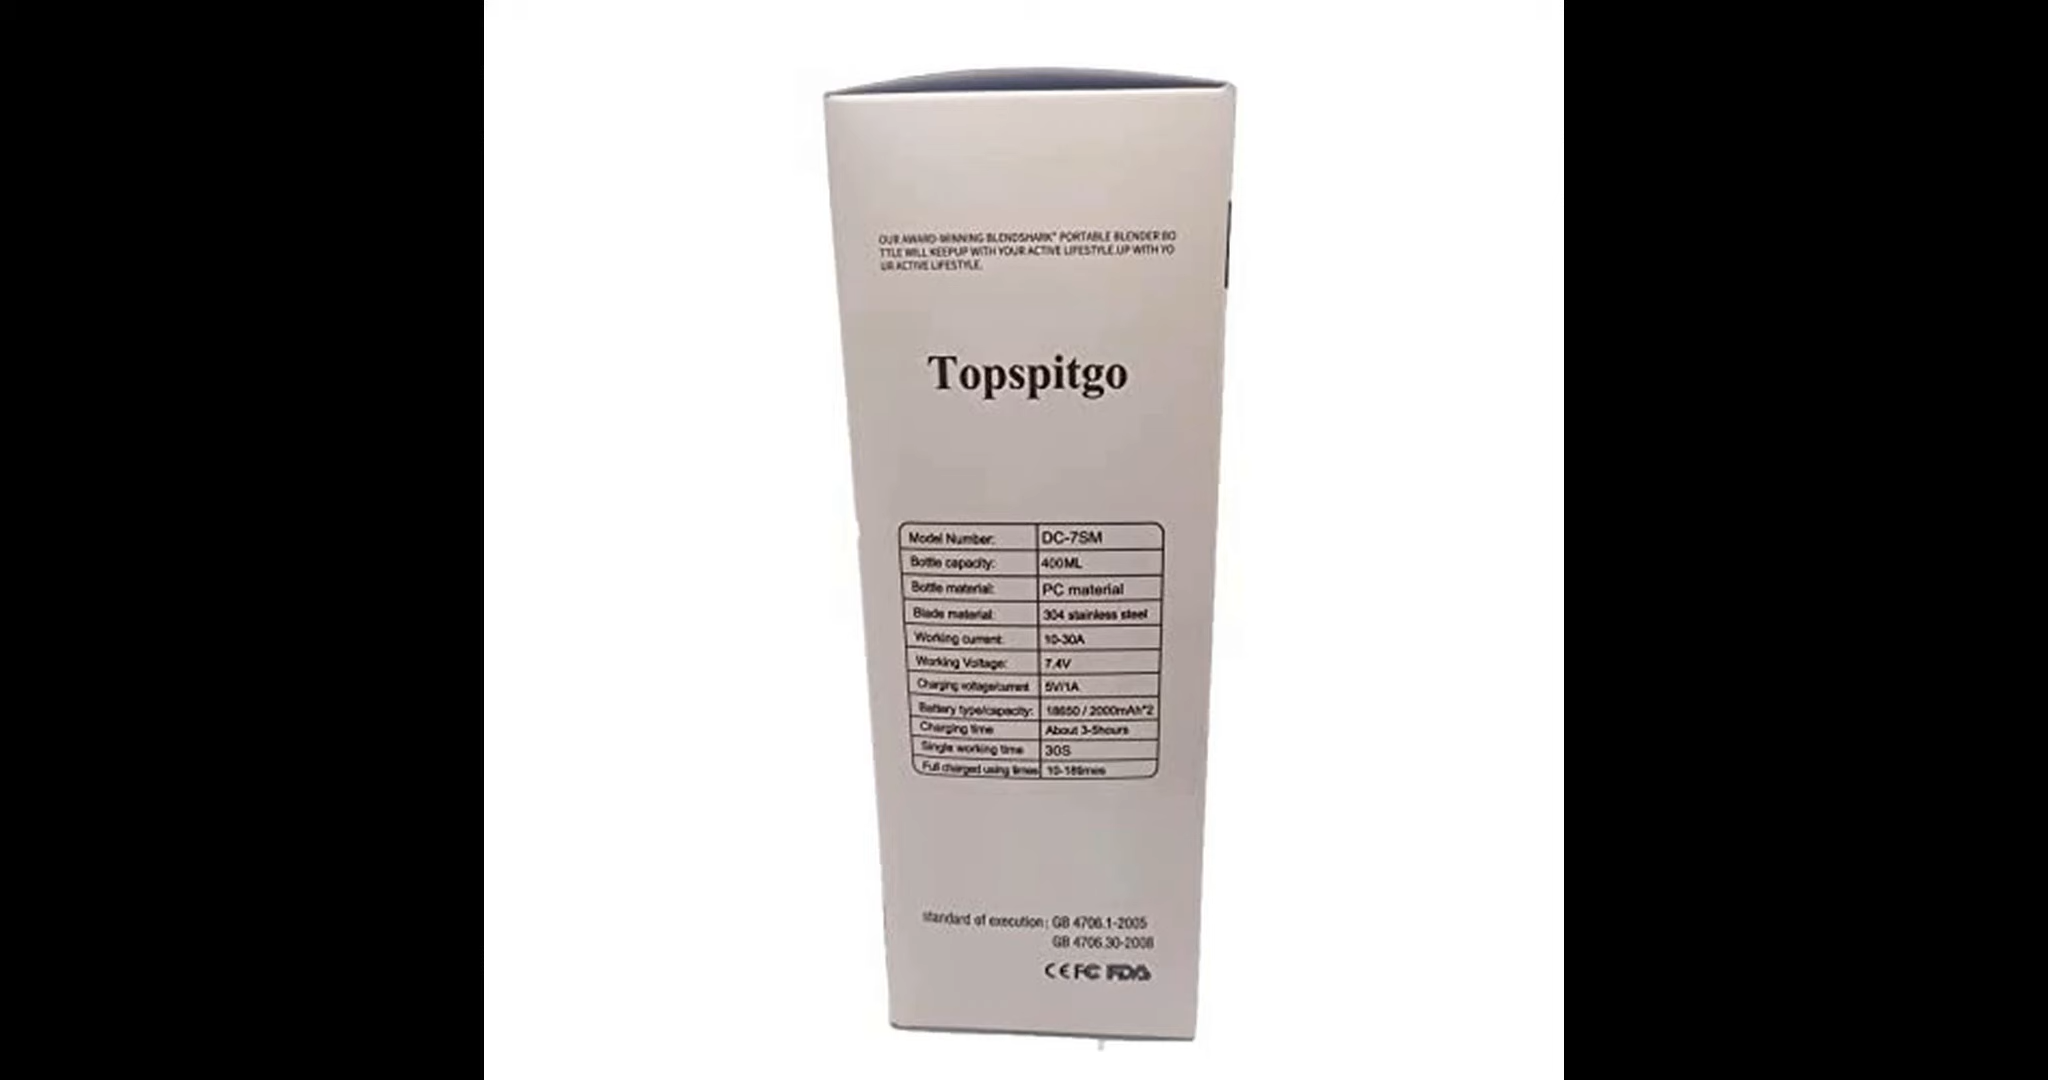 OUR AWARD-WINNING BLENDSHARK® PORTABLE BLENDER BO
TTLE WILL KEEPUP WITH YOUR ACTIVE LIFESTYLE.UP WITH YO
UR ACTIVE LIFESTYLE.
Topspitgo
Model Number: DC-7SM
Bottle capacity: 400ML
Bottle material: PC material
Blade material: 304 stainless steel
Working current: 10-30A
Working Voltage: 7.4V
Charging voltage/current 5V/1A
Battery type/capacity: 18650 / 2000mAh*2
Charging time About 3-5hours
Single working time 30S
Full charged using times
standard of execution: GB 4706.1-2005
GB 4706.30-2008
CE FC FDA